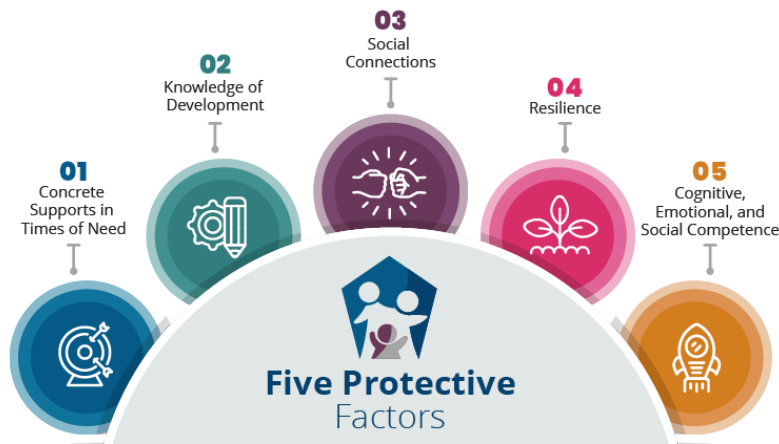 01
Concrete
Supports in
Times of Need
02
Knowledge of
Development
03
Social
Connections
04
Resilience
05
Cognitive,
Emotional, and
Social Competence
Five Protective
Factors